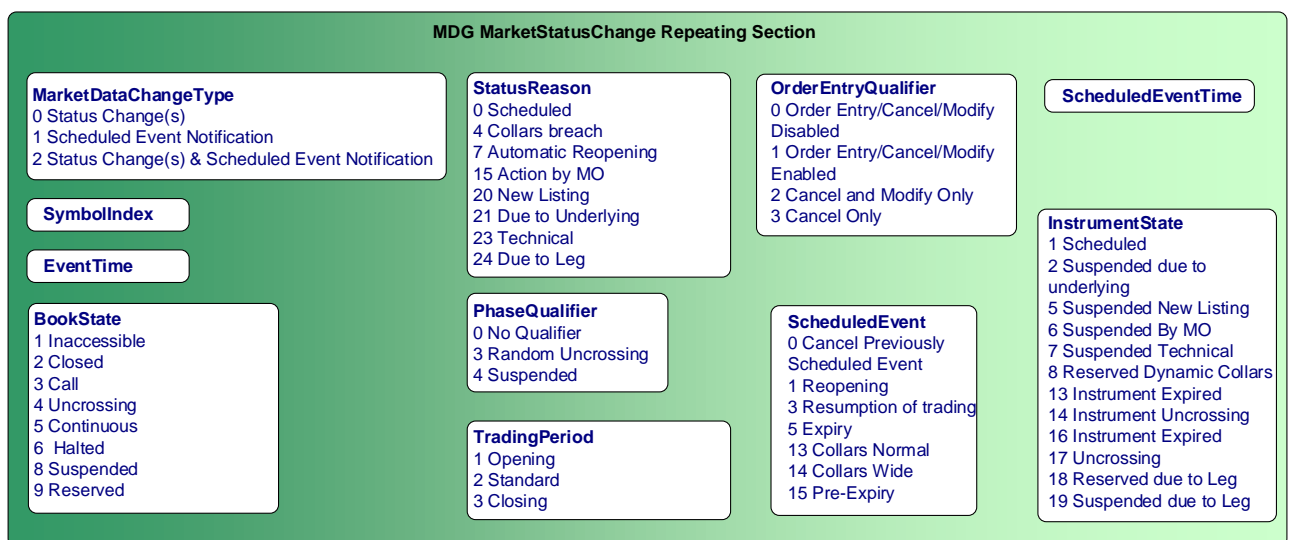 MDG MarketStatusChange Repeating Section
MarketDataChangeType
0 Status Change(s)
1 Scheduled Event Notification
2 Status Change(s) & Scheduled Event Notification
SymbolIndex
EventTime
BookState
1 Inaccessible
2 Closed
3 Call
4 Uncrossing
5 Continuous
6 Halted
8 Suspended
9 Reserved
StatusReason
0 Scheduled
4 Collars breach
7 Automatic Reopening
15 Action by MO
20 New Listing
21 Due to Underlying
23 Technical
24 Due to Leg
PhaseQualifier
0 No Qualifier
3 Random Uncrossing
4 Suspended
TradingPeriod
1 Opening
2 Standard
3 Closing
OrderEntryQualifier
0 Order Entry/Cancel/Modify
Disabled
1 Order Entry/Cancel/Modify
Enabled
2 Cancel and Modify Only
3 Cancel Only
ScheduledEvent
0 Cancel Previously
Scheduled Event
1 Reopening
3 Resumption of trading
5 Expiry
13 Collars Normal
14 Collars Wide
15 Pre-Expiry
ScheduledEventTime
InstrumentState
1 Scheduled
2 Suspended due to
underlying
5 Suspended New Listing
6 Suspended By MO
7 Suspended Technical
8 Reserved Dynamic Collars
13 Instrument Expired
14 Instrument Uncrossing
16 Instrument Expired
17 Uncrossing
18 Reserved due to Leg
19 Suspended due to Leg